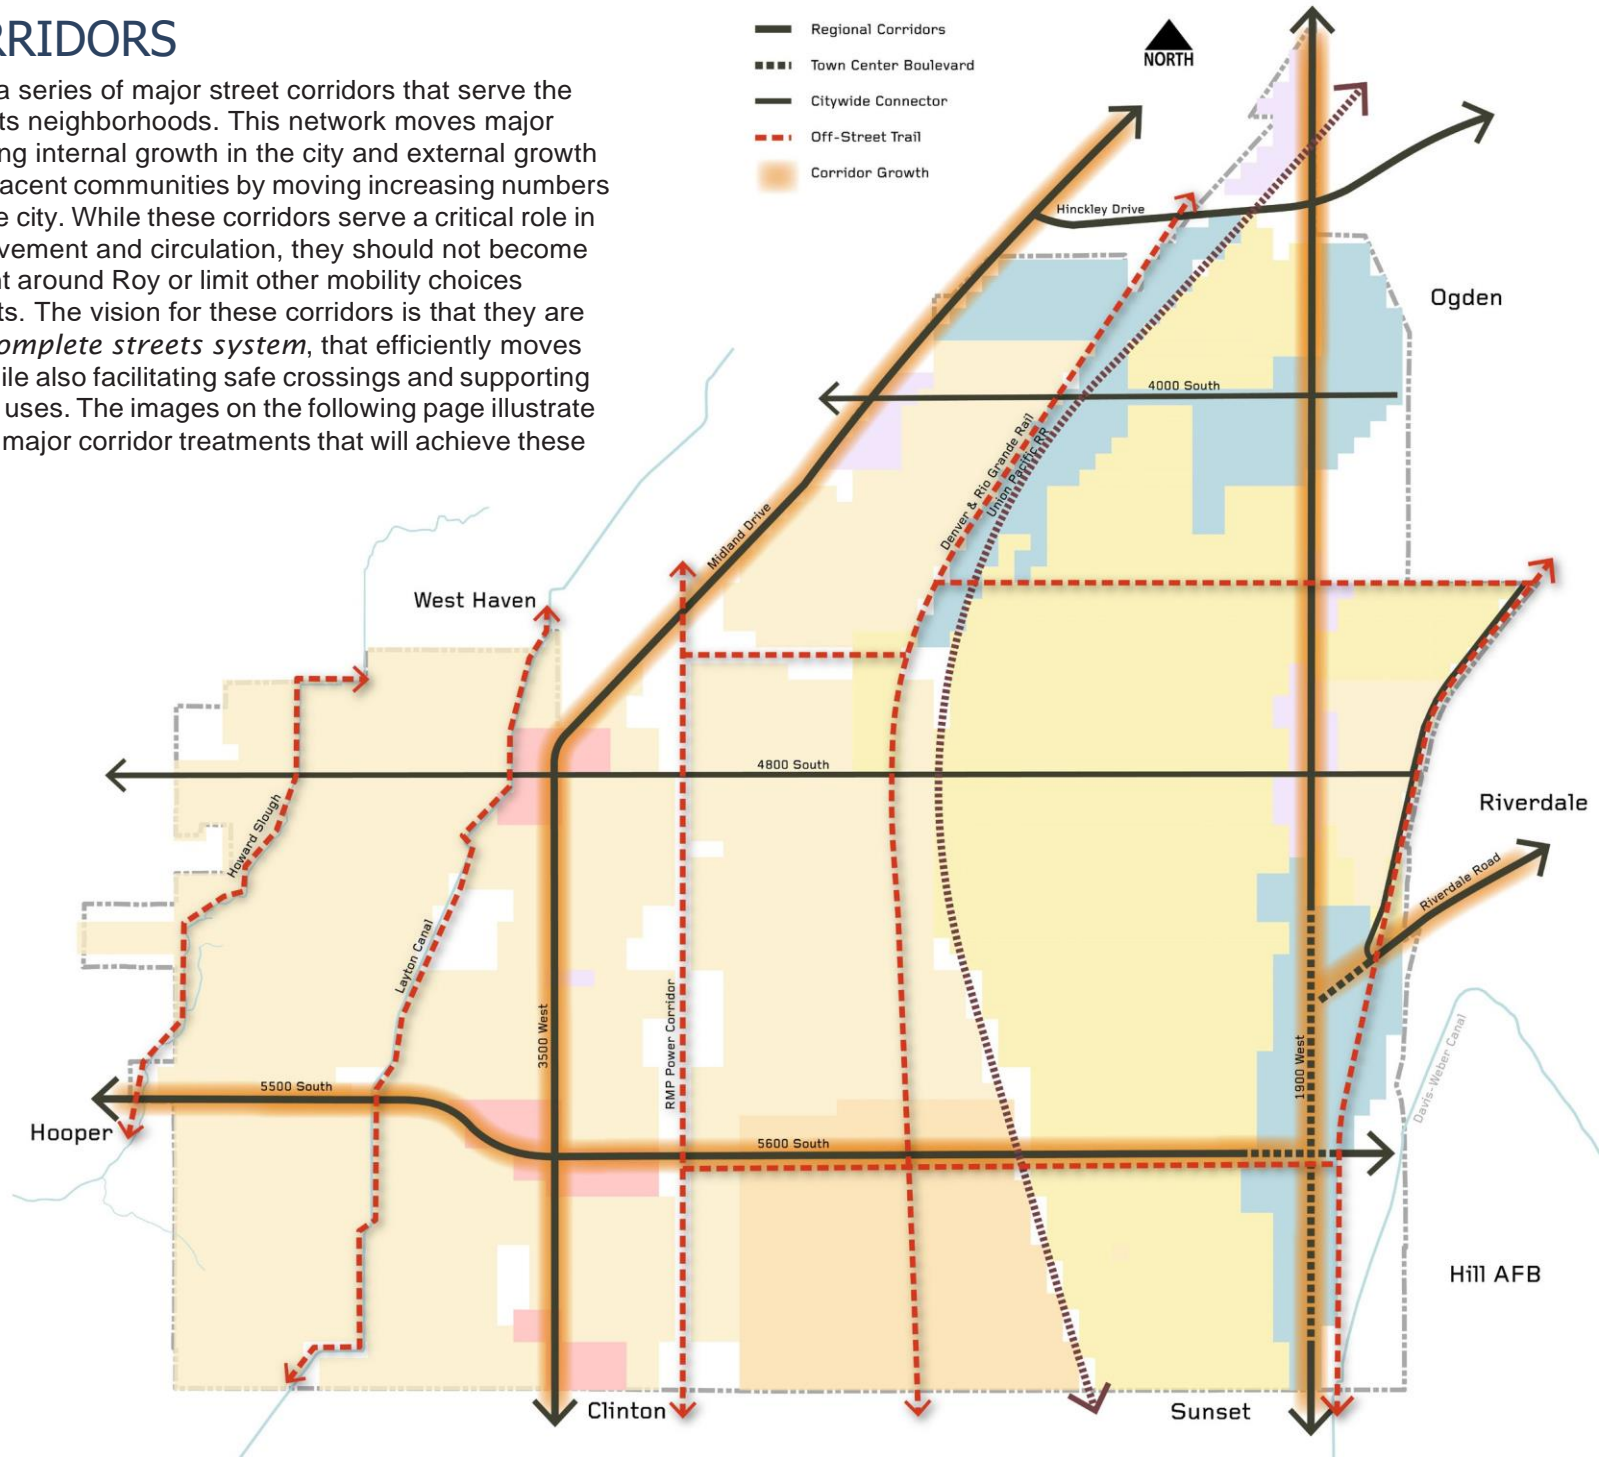 RRIDORS
a series of major street corridors that serve the
ts neighborhoods. This network moves major
ng internal growth in the city and external growth
acent communities by moving increasing numbers
e city. While these corridors serve a critical role in
vement and circulation, they should not become
nt around Roy or limit other mobility choices
ts. The vision for these corridors is that they are
omplete streets system, that efficiently moves
ile also facilitating safe crossings and supporting
uses. The images on the following page illustrate
major corridor treatments that will achieve these
Regional Corridors
Town Center Boulevard
Citywide Connector
Off-Street Trail
Corridor Growth
NORTH
Hinckley Drive
Ogden
4000 South
Denver & Rio Grande Rail
Union Pacific RR
Midland Drive
West Haven
4800 South
Howard Slough
Riverdale
Riverdale Road
Layton Canal
3500 West
RMP Power Corridor
1900 West
Davis-Weber Canal
5500 South
Hooper
5600 South
Hill AFB
Clinton
Sunset